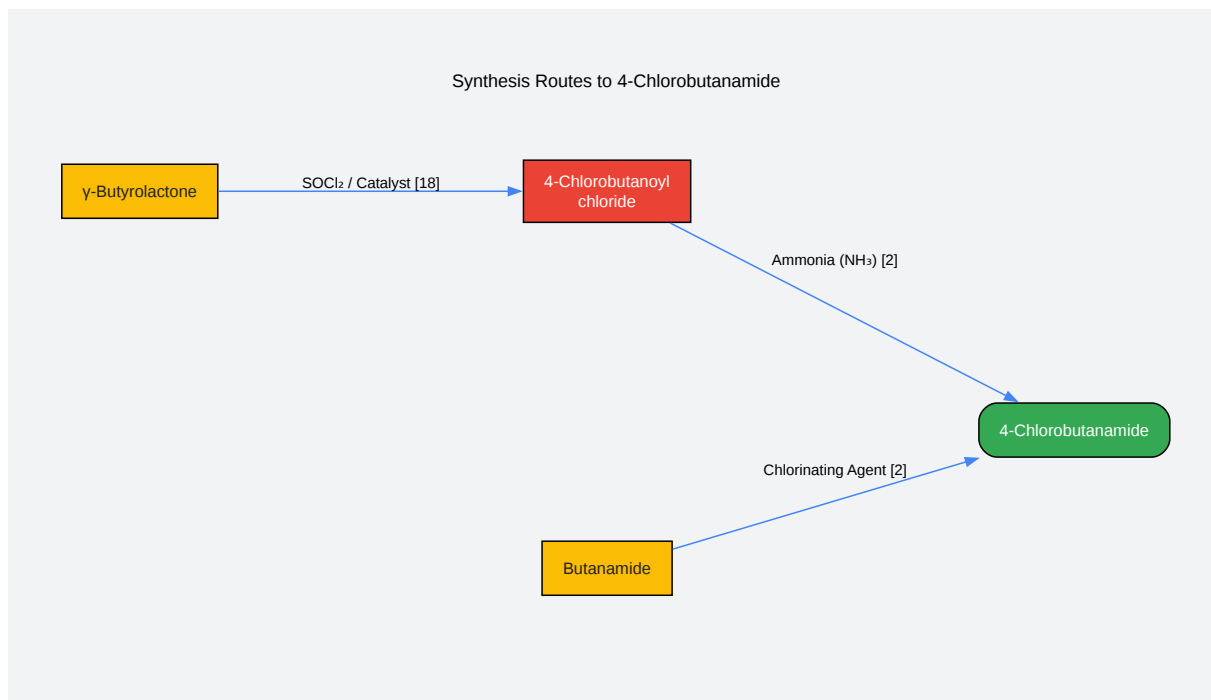 Synthesis Routes to 4-Chlorobutanamide
γ-Butyrolactone
SOCl₂ / Catalyst [18]
4-Chlorobutanoyl
chloride
Ammonia (NH₃) [2]
4-Chlorobutanamide
Chlorinating Agent [2]
Butanamide